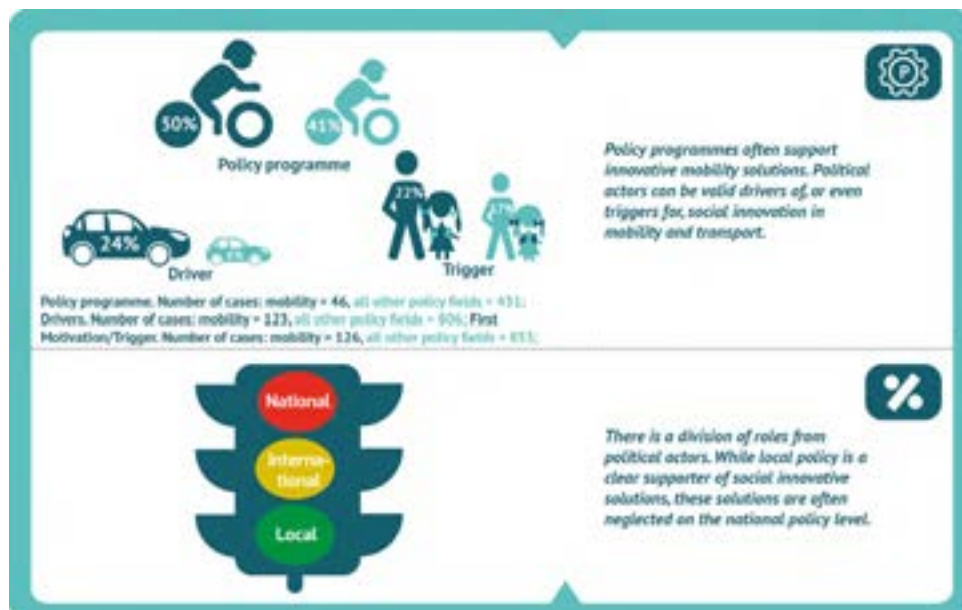 50%
41%
Policy programme
22%
24%
Driver
Trigger
Policy programme. Number of cases: mobility = 46, all other policy fields = 431;
Drivers. Number of cases: mobility = 123, all other policy fields = 806; First
Motivation/Trigger. Number of cases: mobility = 126, all other policy fields = 853;
P
Policy programmes often support
innovative mobility solutions. Political
actors can be valid drivers of, or even
triggers for, social innovation in
mobility and transport.
National
Interna-
tional
Local
%
There is a division of roles from
political actors. While local policy is a
clear supporter of social innovative
solutions, these solutions are often
neglected on the national policy level.